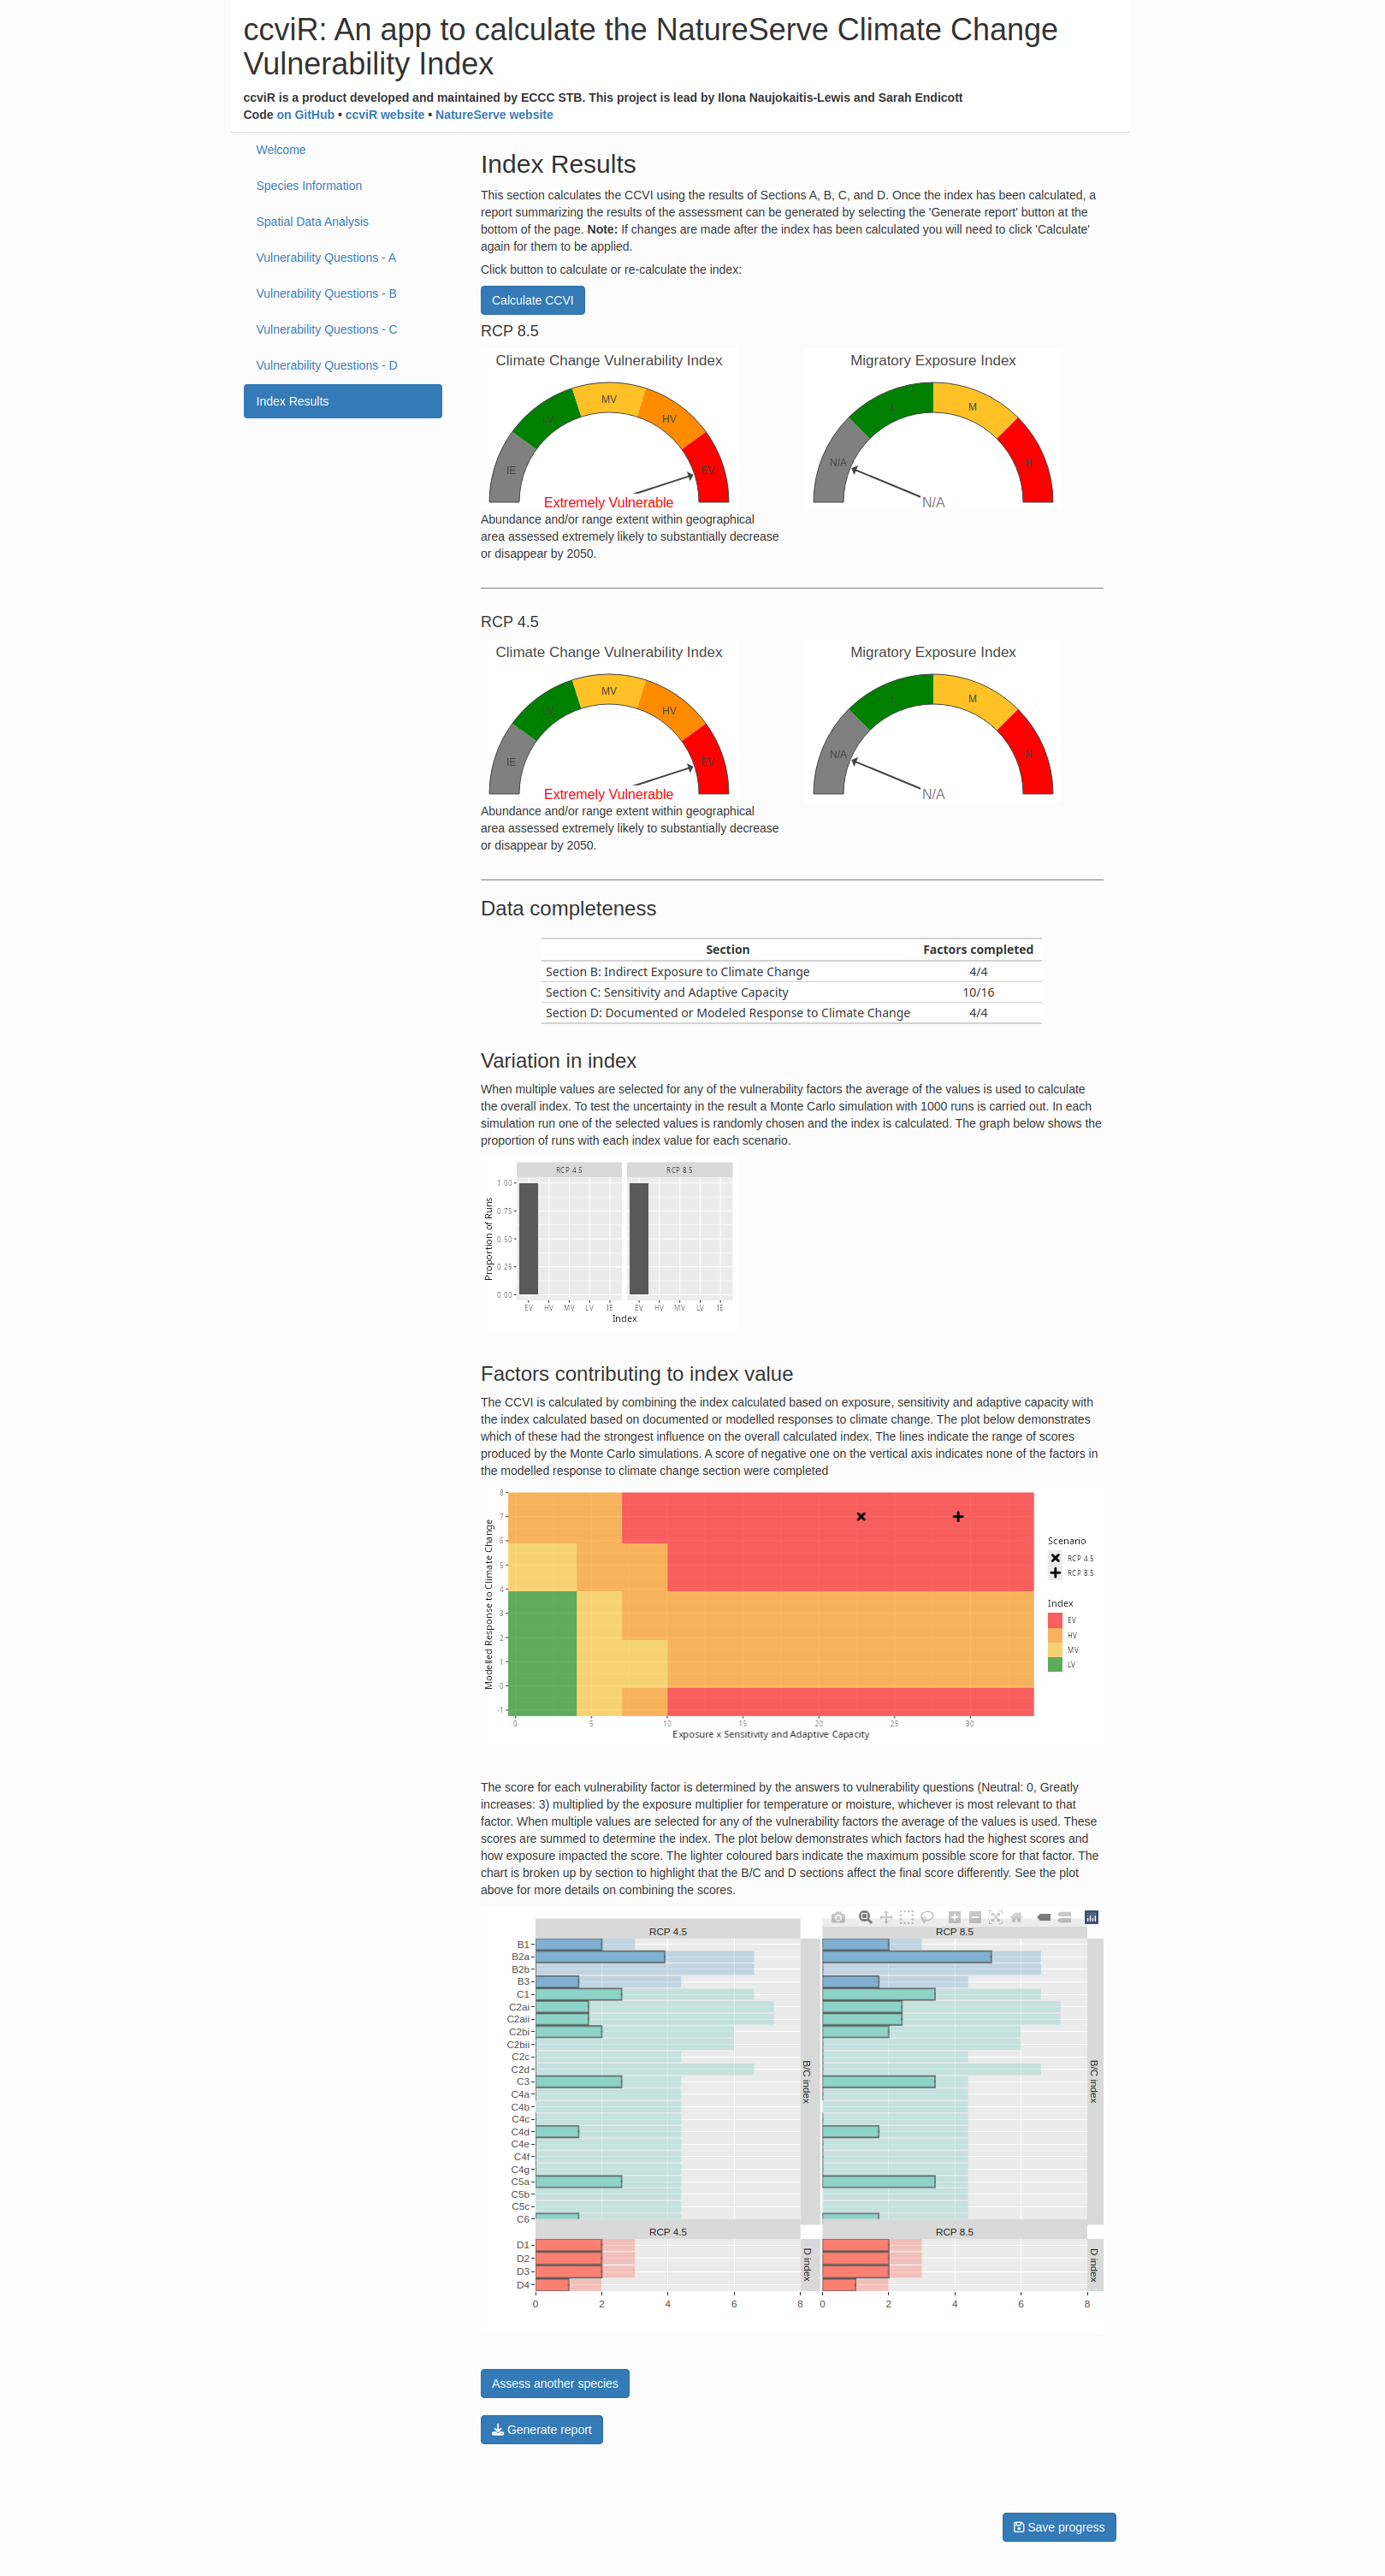 ccviR: An app to calculate the NatureServe Climate Change
Vulnerability Index
ccviR is a product developed and maintained by ECCC STB. This project is lead by Ilona Naujokaitis-Lewis and Sarah Endicott
Code on GitHub • ccviR website • NatureServe website
Welcome
Species Information
Spatial Data Analysis
Vulnerability Questions - A
Vulnerability Questions - B
Vulnerability Questions - C
Vulnerability Questions - D
Index Results
Index Results
This section calculates the CCVI using the results of Sections A, B, C, and D. Once the index has been calculated, a
report summarizing the results of the assessment can be generated by selecting the 'Generate report' button at the
bottom of the page. Note: If changes are made after the index has been calculated you will need to click 'Calculate'
again for them to be applied.
Click button to calculate or re-calculate the index:
Calculate CCVI
RCP 8.5
Climate Change Vulnerability Index
IE
LV
MV
HV
EV
Extremely Vulnerable
Migratory Exposure Index
N/A
L
M
H
N/A
Abundance and/or range extent within geographical
area assessed extremely likely to substantially decrease
or disappear by 2050.
RCP 4.5
Climate Change Vulnerability Index
IE
LV
MV
HV
EV
Extremely Vulnerable
Migratory Exposure Index
N/A
L
M
H
N/A
Abundance and/or range extent within geographical
area assessed extremely likely to substantially decrease
or disappear by 2050.
Data completeness
Section Factors completed
Section B: Indirect Exposure to Climate Change 4/4
Section C: Sensitivity and Adaptive Capacity 10/16
Section D: Documented or Modeled Response to Climate Change 4/4
Variation in index
When multiple values are selected for any of the vulnerability factors the average of the values is used to calculate
the overall index. To test the uncertainty in the result a Monte Carlo simulation with 1000 runs is carried out. In each
simulation run one of the selected values is randomly chosen and the index is calculated. The graph below shows the
proportion of runs with each index value for each scenario.
RCP 4.5 RCP 8.5
Proportion of Runs
1.00
0.75
0.50
0.25
0.00
EV HV MV LV IE EV HV MV LV IE
Index
Factors contributing to index value
The CCVI is calculated by combining the index calculated based on exposure, sensitivity and adaptive capacity with
the index calculated based on documented or modelled responses to climate change. The plot below demonstrates
which of these had the strongest influence on the overall calculated index. The lines indicate the range of scores
produced by the Monte Carlo simulations. A score of negative one on the vertical axis indicates none of the factors in
the modelled response to climate change section were completed
Modelled Response to Climate Change
8
7
6
5
4
3
2
1
0
-1
0 5 10 15 20 25 30
Exposure x Sensitivity and Adaptive Capacity
Scenario
RCP 4.5
RCP 8.5
Index
EV
HV
MV
LV
The score for each vulnerability factor is determined by the answers to vulnerability questions (Neutral: 0, Greatly
increases: 3) multiplied by the exposure multiplier for temperature or moisture, whichever is most relevant to that
factor. When multiple values are selected for any of the vulnerability factors the average of the values is used. These
scores are summed to determine the index. The plot below demonstrates which factors had the highest scores and
how exposure impacted the score. The lighter coloured bars indicate the maximum possible score for that factor. The
chart is broken up by section to highlight that the B/C and D sections affect the final score differently. See the plot
above for more details on combining the scores.
RCP 4.5 RCP 8.5
B1
B2a
B2b
B3
C1
C2ai
C2aii
C2bi
C2bii
C2c
C2d
C3
C4a
C4b
C4c
C4d
C4e
C4f
C4g
C5a
C5b
C5c
C6
B/C index B/C index
RCP 4.5 RCP 8.5
D1
D2
D3
D4
D index D index
0 2 4 6 8 0 2 4 6 8
Assess another species
Generate report
Save progress